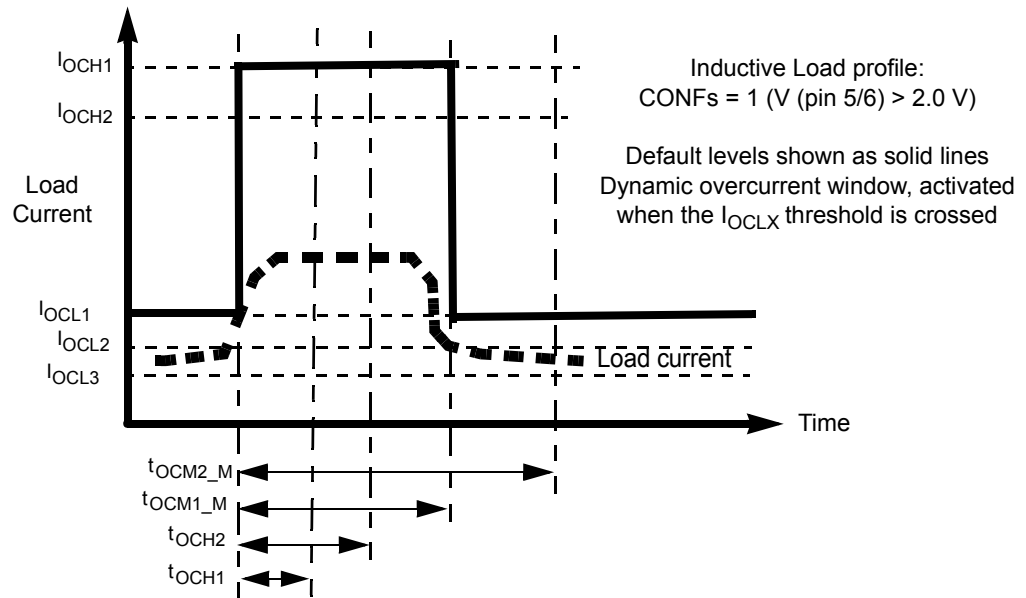 IOCH1
IOCH2
Load
Current
IOCL1
IOCL2
IOCL3
Inductive Load profile:
CONFs = 1 (V (pin 5/6) > 2.0 V)
Default levels shown as solid lines
Dynamic overcurrent window, activated
when the IOCLX threshold is crossed
Load current
Time
tOCM2_M
tOCM1_M
tOCH2
tOCH1